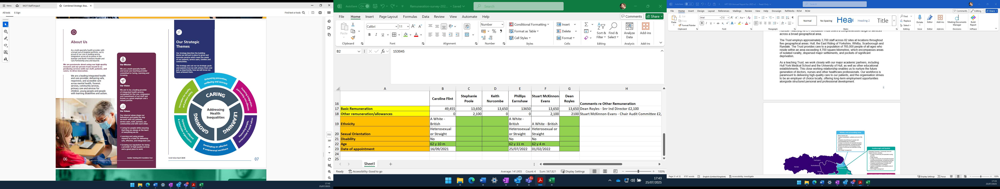 Menu
MOT Staff Impact
Combined Strategic Boa...
All tools
E-Sign
Find text or tools
About Us
As a multi-specialty health provider with
a broad out-of-hospital portfolio, we're
proud of our role in leading service
integration across all six places in the
Humber and North Yorkshire Health and
Care Partnership area and beyond.
We are passionate about using our high-quality
research and our proven track record in co-
producing services with our staff, patients, and
carers, to drive innovation.
We are a leading integrated health
and care provider, delivering safe,
responsive, and accessible care
across mental health, forensic
services, community services,
primary care and services for
children, young people and people
with learning disabilities and autism.
Our Mission
We are a multi-specialty health
and social care teaching provider
committed to Caring, Learning and
Growing.
Our Vision
We aim to be a leading provider
of integrated health services,
recognised for the care, compassion
and commitment of our staff and
known as a great employer and a
valued partner.
Our Values
Our internal values shape our
behaviours and guide the way
we work with our patients,
service users, staff, partners, our
communities and with each other.
• Caring for people while ensuring
that they are always at the heart
of everything we do
• Learning and using proven
research as a basis for delivering
safe, effective, and integrated care
• Growing our reputation for being
a provider of high-quality services
and a great place to work
06
Humber Teaching NHS Foundation Trust
Our Strategic
Themes
Our strategy describes the building
blocks we will put in place to grow and
innovate services which meet the needs
of our patients, service users, families and
communities.
The strategy sets out our six strategic goals
and explains how we will achieve them and
just as importantly, how we will know we
have achieved them.
Enhancing prevention,
wellbeing and recovery
Fostering integration,
partnership and alliances
Promoting people,
communities & social values
Developing an effective
& empowered workforce
Optimising an efficient
& sustainable organisation
Innovation for quality
and patient safety
CARING
LEARNING
GROWING
Addressing
Health
Inequalities
Social Values Report 24/25
07
332
381
17:43
25/07/2025
AutoSave On
Remuneration-survey-202... • Saved
Search
File Home Insert Page Layout Formulas Data Review View Automate Help
Comments
Share
Paste
Clipboard
Calibri
11
B I U
Font
Alignment
Number
Number
Conditional Formatting
Format as Table
Cell Styles
Styles
Insert
Delete
Format
Cells
Sort &
Filter
Find &
Select
Editing
Analyze
Data
Analysis
Add-ins
Add-ins
B2
153045
A B C D E F G H
16 Caroline Flint Stephanie Poole Keith Nurcombe Phillips Earnshaw Stuart McKinnon-Evans Dean Royles Comments re Other Remuneration
17 Basic Remuneration 49,455 13,650 13,650 13650 13,650 13,650 Dean Royles - Snr Ind Director £2,100
18 Other remuneration/allowances 0 2,100 0 0 2,100 2100 Stuart McKinnon-Evans - Chair Audit Committee £2,
19 Ethnicity A White - British A White - British A White - British
20 Sexual Orientation Heterosexual or Straight Heterosexual or Straight Heterosexual or Straight
21 Disability No No No
22 Age 62 y 10 m 62 y 11 m 62 y 4 m
23 Date of appointment 16/09/2021 25/07/2022 01/02/2022
24
25
Sheet1
Ready
Accessibility: Good to go
Average: 141,955 Count: 4 Sum: 567,821
Display Settings
100%
17:43
25/07/2025
AutoSave Off
HFT EDI Annual Report for 2025 v2 - Read-Only
Search
File Home Insert Design Layout References Mailings Review View Help Docusign RefWorks - RCM RCM
Comments
Editing
Share
Paste
Cut
Copy
Format Painter
Clipboard
Arial
12
Font
Paragraph
Normal
No Spacing
Heading 2
Title
Styles
Find
Replace
Select
Editing
Dictate
Voice
Editor
Editor
Add-ins
Add-ins
Meeting Documents
Manager
Decisions
Build
Report
InPhase
Humber Teaching NHS Foundation Trust offers a comprehensive range of services
across a broad geographical area.
The Trust employs approximately 3,700 staff across 82 sites at locations throughout
five geographical areas: Hull, the East Riding of Yorkshire, Whitby, Scarborough and
Ryedale. The Trust provides care to a population of 765,000 people of all ages who
reside within an area exceeding 4,700 square kilometres, which encompasses areas
of isolated rurality, dispersed major settlements, and pockets of significant
deprivation.
As a teaching Trust, we work closely with our major academic partners, including
Hull York Medical School and the University of Hull, as well as other educational
establishments. This close working relationship enables us to nurture the future
generation of doctors, nurses and other healthcare professionals. Our workforce is
paramount to delivering high-quality care to our patients, and the organisation strives
to be an employer of choice locally, offering long-term employment opportunities
alongside structured personal and professional development.
Whitby and surrounding areas
Scarborough and Ryedale
Darlington
Kendal
Northallerton
Thirsk
Scarborough
Filey
Page 31 of 32
9797 words
English (United Kingdom)
Accessibility: Investigate
Display Settings
Focus
100%
17:43
25/07/2025